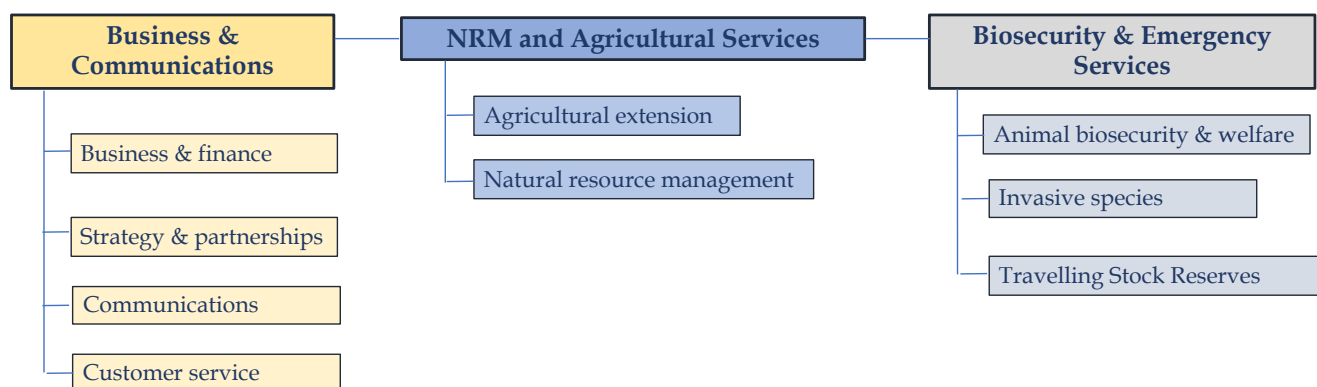 Business &
Communications
Business & finance
Strategy & partnerships
Communications
Customer service
NRM and Agricultural Services
Agricultural extension
Natural resource management
Biosecurity & Emergency
Services
Animal biosecurity & welfare
Invasive species
Travelling Stock Reserves